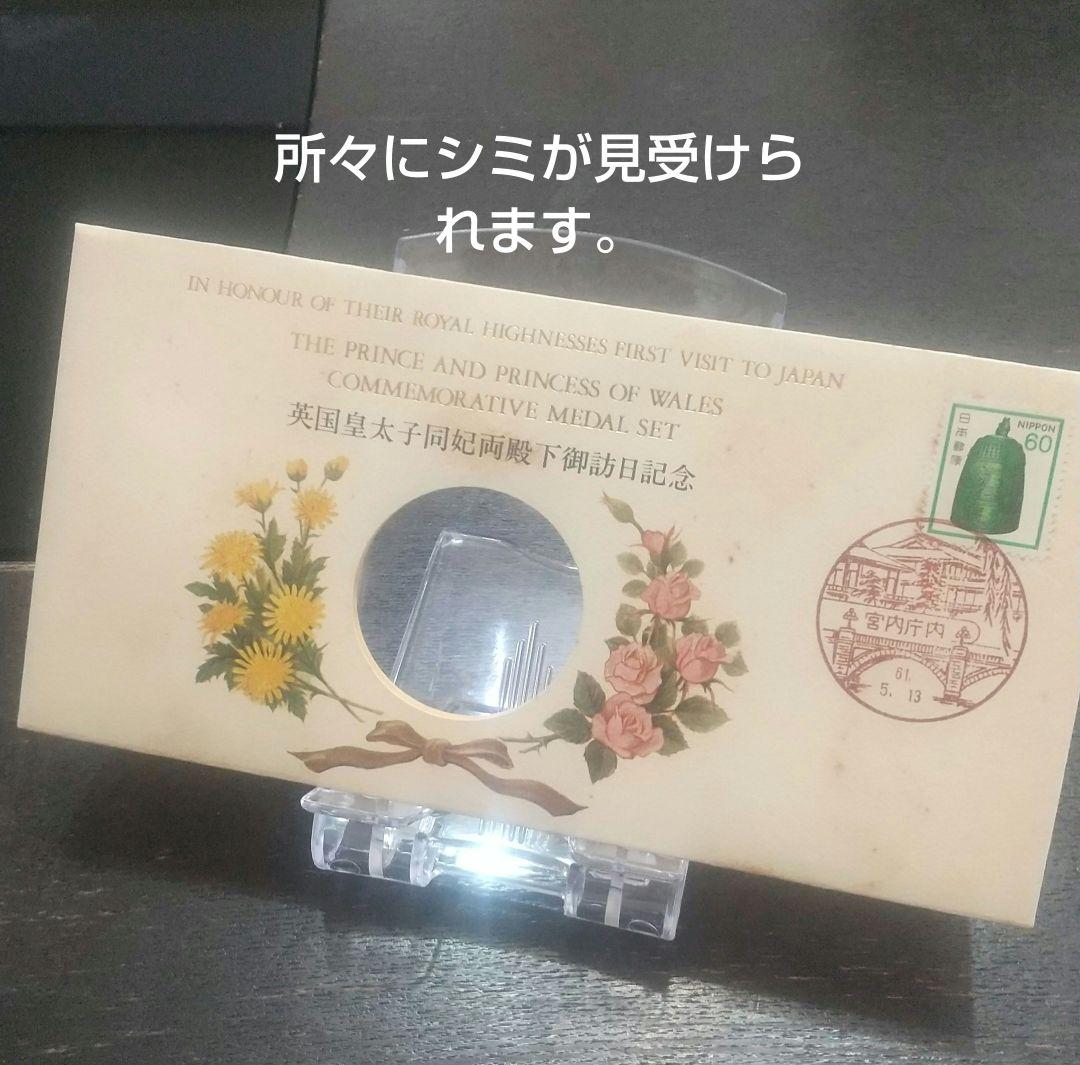 所々にシミが見受けら
れます。
IN HONOUR OF THEIR ROYAL HIGHNESSES FIRST VISIT TO JAPAN
THE PRINCE AND PRINCESS OF WALES
COMMEMORATIVE MEDAL SET
英国皇太子同妃両殿下御訪日記念
日本郵便
NIPPON
60
宮内庁内
61.
5. 13